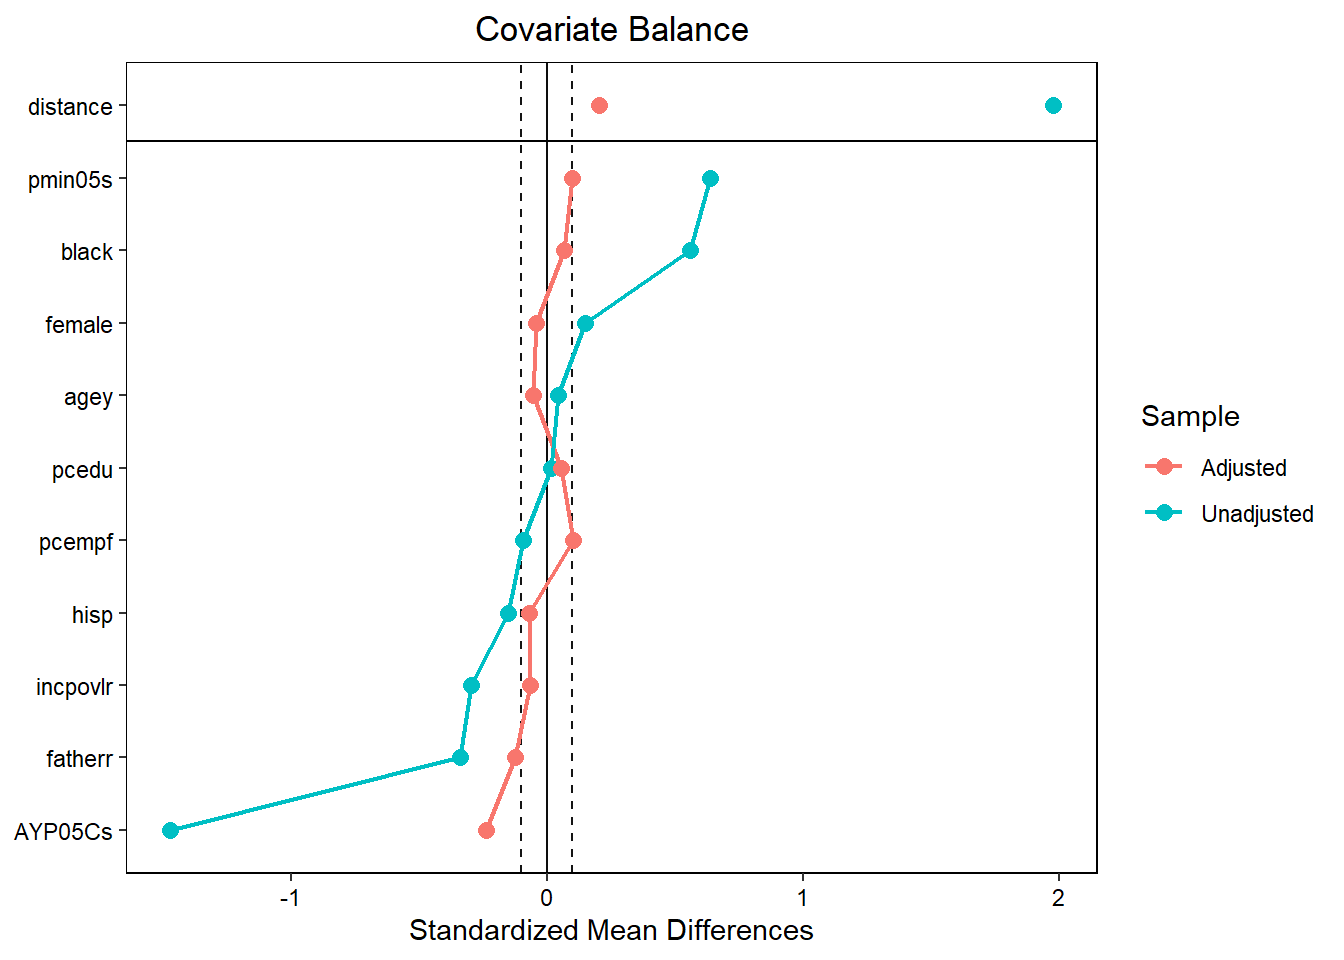 Covariate Balance
distance
pmin05s
black
female
agey
pcedu
pcempf
hisp
incpovlr
fatherr
AYP05Cs
-1
0
1
2
Standardized Mean Differences
Sample
Adjusted
Unadjusted